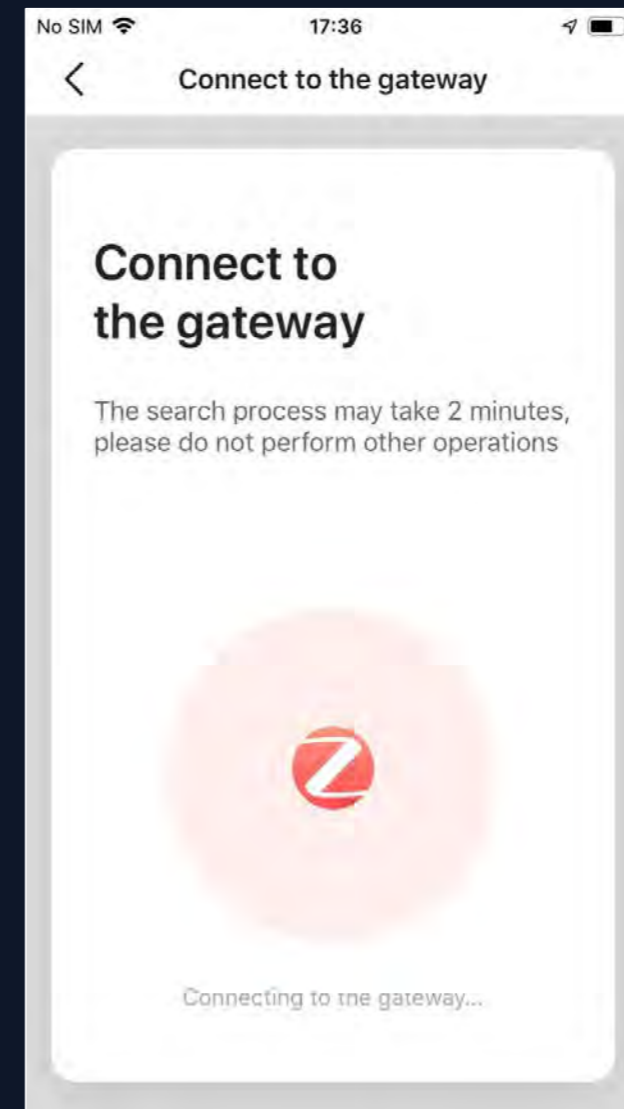 No SIM 17:36
Connect to the gateway
Connect to
the gateway
The search process may take 2 minutes,
please do not perform other operations
Z
Connecting to the gateway...